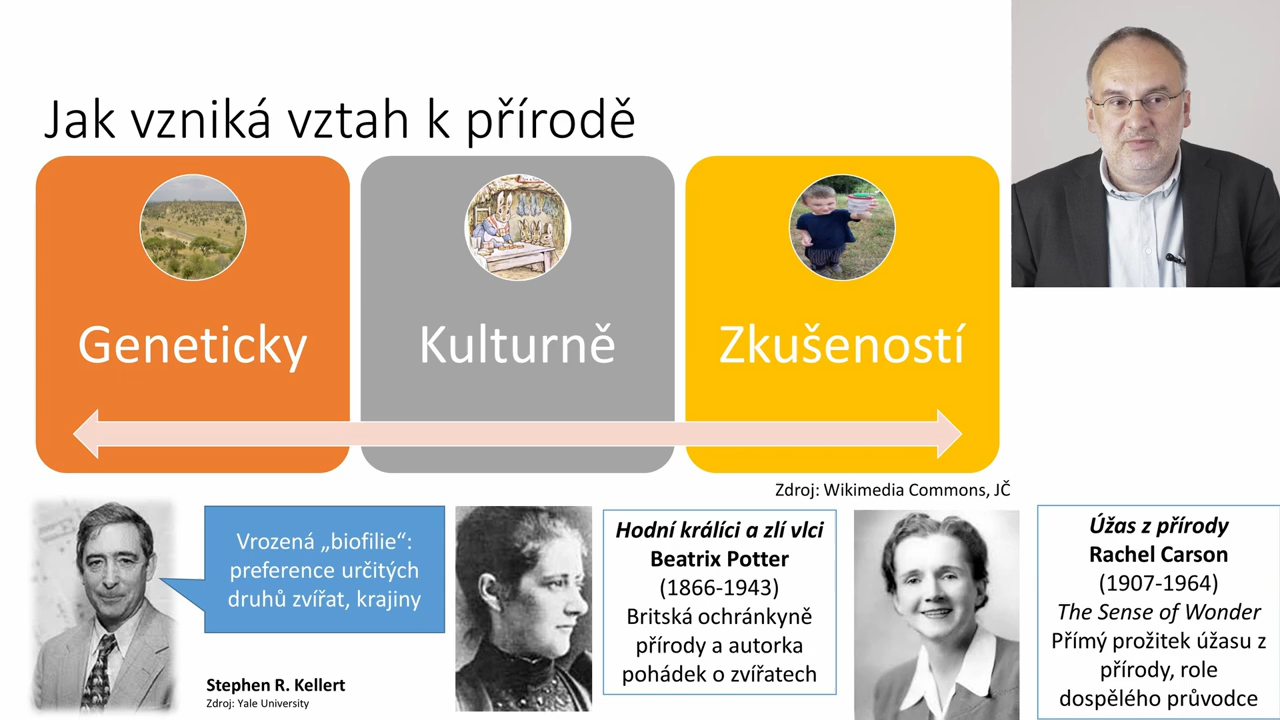 Jak vzniká vztah k přírodě
Geneticky
Kulturně
Zkušeností
Zdroj: Wikimedia Commons, JČ
Vrozená „biofilie“:
preference určitých
druhů zvířat, krajiny
Stephen R. Kellert
Zdroj: Yale University
Hodní králíci a zlí vlci
Beatrix Potter
(1866-1943)
Britská ochránkyně
přírody a autorka
pohádek o zvířatech
Úžas z přírody
Rachel Carson
(1907-1964)
The Sense of Wonder
Přímý prožitek úžasu z
přírody, role
dospělého průvodce